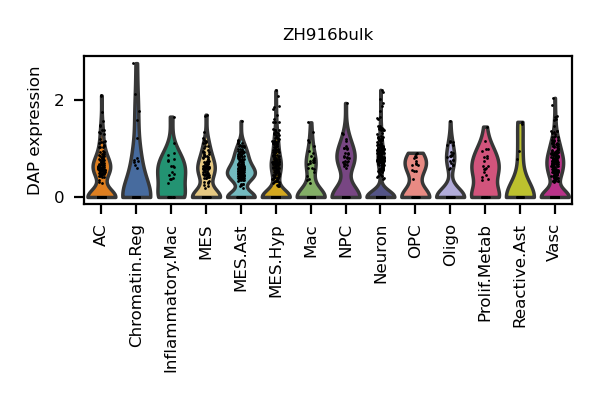 ZH916bulk
DAP expression
2
0
AC
Chromatin.Reg
Inflammatory.Mac
MES
MES.Ast
MES.Hyp
Mac
NPC
Neuron
OPC
Oligo
Prolif.Metab
Reactive.Ast
Vasc